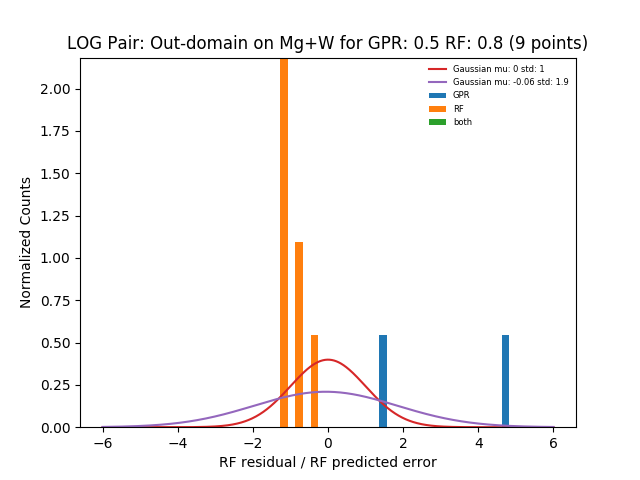 LOG Pair: Out-domain on Mg+W for GPR: 0.5 RF: 0.8 (9 points)
Gaussian mu: 0 std: 1
Gaussian mu: -0.06 std: 1.9
GPR
RF
both
2.00
1.75
1.50
1.25
1.00
0.75
0.50
0.25
0.00
Normalized Counts
−6
−4
−2
0
2
4
6
RF residual / RF predicted error